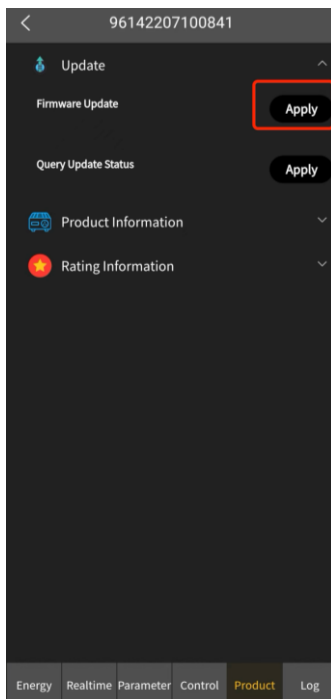 96142207100841
Update
Firmware Update
Apply
Query Update Status
Apply
Product Information
Rating Information
Energy Realtime Parameter Control Product Log